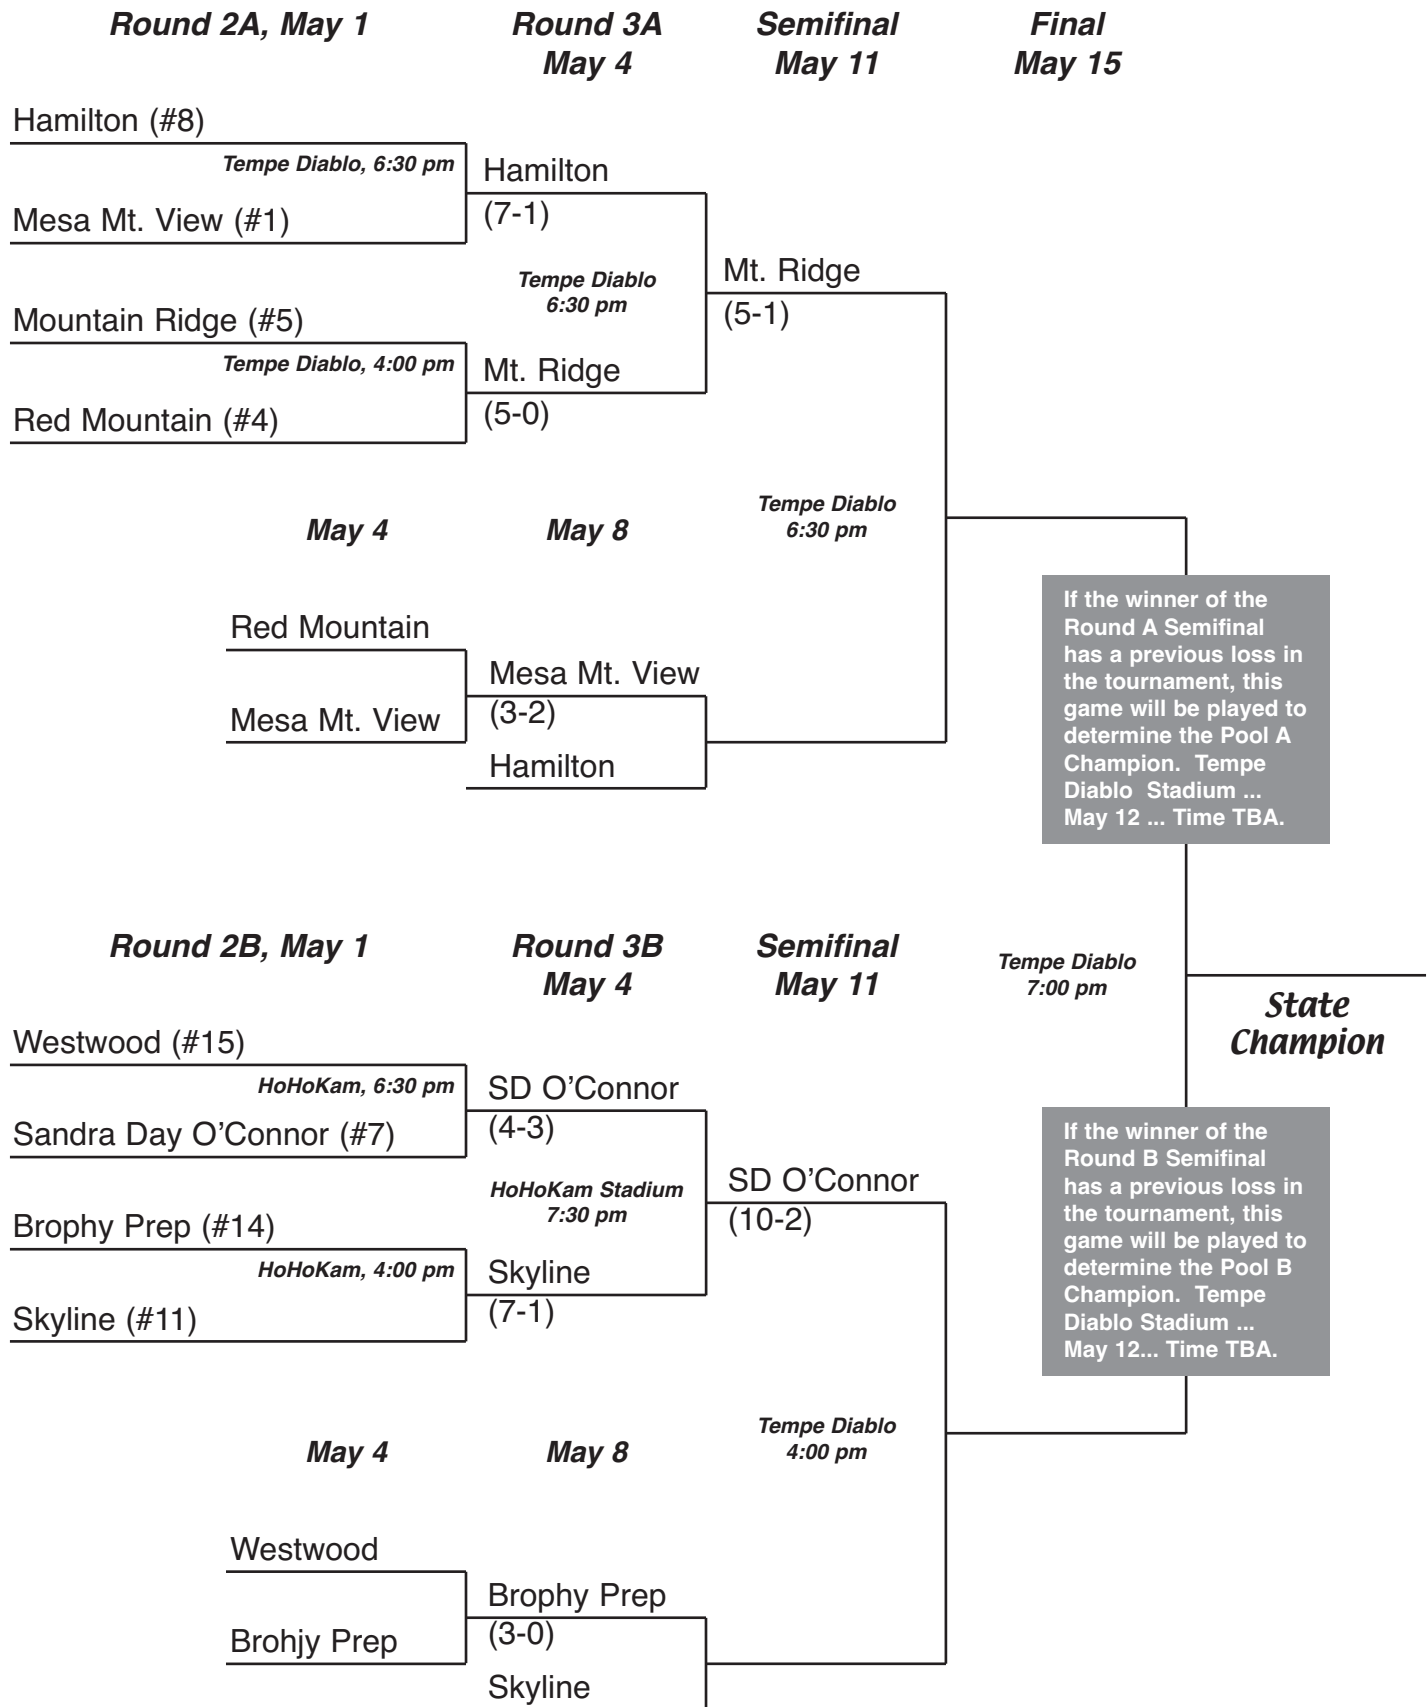 Round 2A, May 1
Round 3A
May 4
Semifinal
May 11
Final
May 15
Hamilton (#8)
Tempe Diablo, 6:30 pm
Mesa Mt. View (#1)
Hamilton
(7-1)
Tempe Diablo
6:30 pm
Mt. Ridge
(5-1)
Mountain Ridge (#5)
Tempe Diablo, 4:00 pm
Red Mountain (#4)
Mt. Ridge
(5-0)
Tempe Diablo
6:30 pm
May 4
May 8
Red Mountain
Mesa Mt. View
Mesa Mt. View
(3-2)
Hamilton
If the winner of the
Round A Semifinal
has a previous loss in
the tournament, this
game will be played to
determine the Pool A
Champion. Tempe
Diablo Stadium ...
May 12 ... Time TBA.
Round 2B, May 1
Round 3B
May 4
Semifinal
May 11
Tempe Diablo
7:00 pm
State
Champion
Westwood (#15)
HoHoKam, 6:30 pm
Sandra Day O'Connor (#7)
SD O'Connor
(4-3)
HoHoKam Stadium
7:30 pm
SD O'Connor
(10-2)
Brophy Prep (#14)
HoHoKam, 4:00 pm
Skyline (#11)
Skyline
(7-1)
If the winner of the
Round B Semifinal
has a previous loss in
the tournament, this
game will be played to
determine the Pool B
Champion. Tempe
Diablo Stadium ...
May 12... Time TBA.
Tempe Diablo
4:00 pm
May 4
May 8
Westwood
Brohjy Prep
Brophy Prep
(3-0)
Skyline